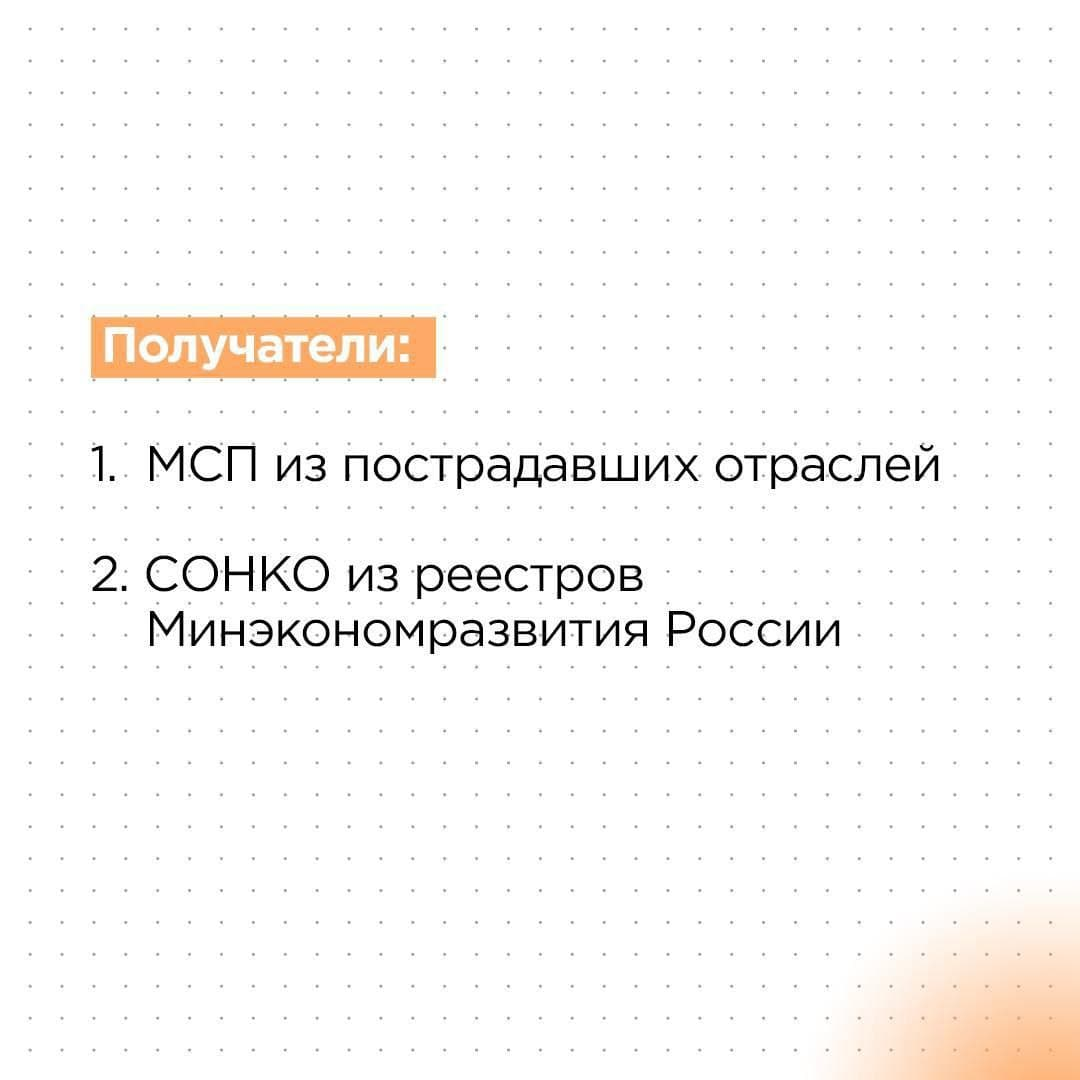 Получатели:
1. МСП из пострадавших отраслей
2. СОНКО из реестров
Минэкономразвития России